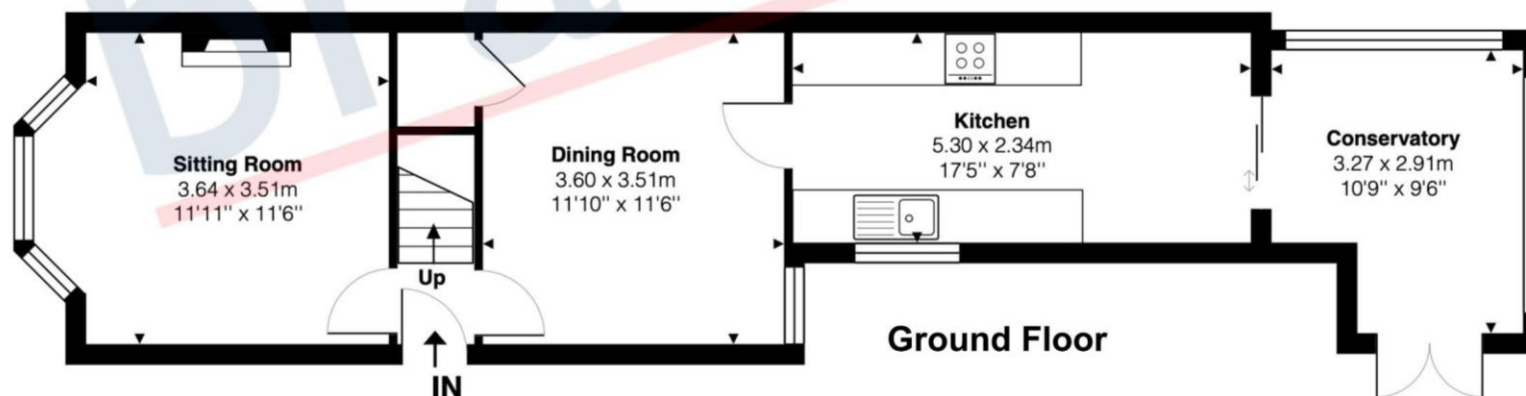 Sitting Room
3.64 x 3.51m
11'11" x 11'6"
Up
IN
Dining Room
3.60 x 3.51m
11'10" x 11'6"
Kitchen
5.30 x 2.34m
17'5" x 7'8"
Conservatory
3.27 x 2.91m
10'9" x 9'6"
Ground Floor